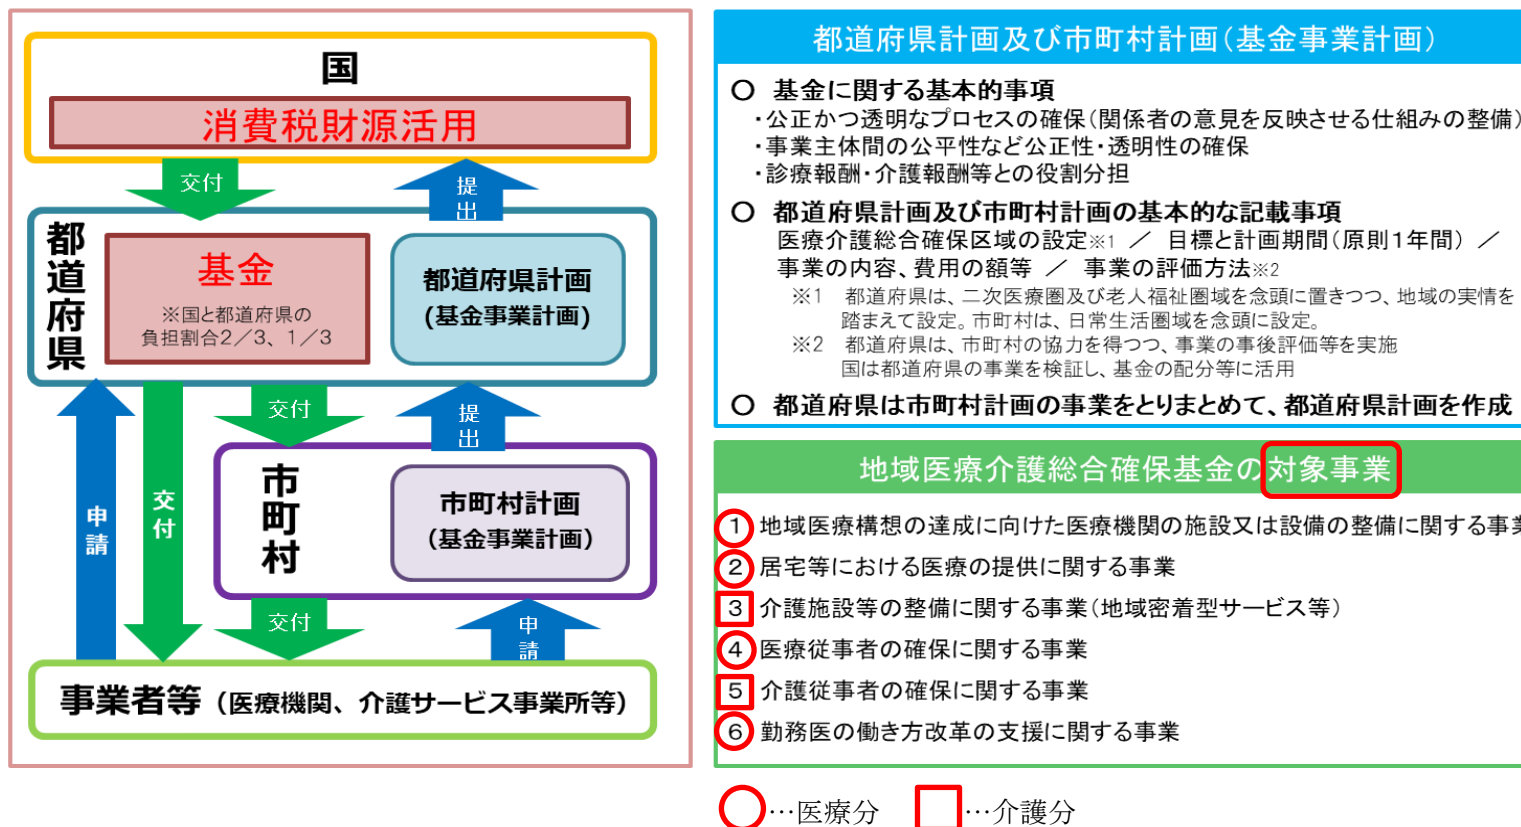 国
消費税財源活用
交付
提出
都道府県
基金
※国と都道府県の
負担割合2/3、1/3
都道府県計画
(基金事業計画)
申請
交付
交付
提出
市町村
市町村計画
(基金事業計画)
交付
申請
事業者等(医療機関、介護サービス事業所等)
都道府県計画及び市町村計画(基金事業計画)
○ 基金に関する基本的事項
・公正かつ透明なプロセスの確保(関係者の意見を反映させる仕組みの整備)
・事業主体間の公平性など公正性・透明性の確保
・診療報酬・介護報酬等との役割分担
○ 都道府県計画及び市町村計画の基本的な記載事項
医療介護総合確保区域の設定※1 / 目標と計画期間(原則1年間) /
事業の内容、費用の額等 / 事業の評価方法※2
※1 都道府県は、二次医療圏及び老人福祉圏域を念頭に置きつつ、地域の実情を
踏まえて設定。市町村は、日常生活圏域を念頭に設定。
※2 都道府県は、市町村の協力を得つつ、事業の事後評価等を実施
国は都道府県の事業を検証し、基金の配分等に活用
○ 都道府県は市町村計画の事業をとりまとめて、都道府県計画を作成
地域医療介護総合確保基金の対象事業
1 地域医療構想の達成に向けた医療機関の施設又は設備の整備に関する事業
2 居宅等における医療の提供に関する事業
3 介護施設等の整備に関する事業(地域密着型サービス等)
4 医療従事者の確保に関する事業
5 介護従事者の確保に関する事業
6 勤務医の働き方改革の支援に関する事業
…医療分 …介護分